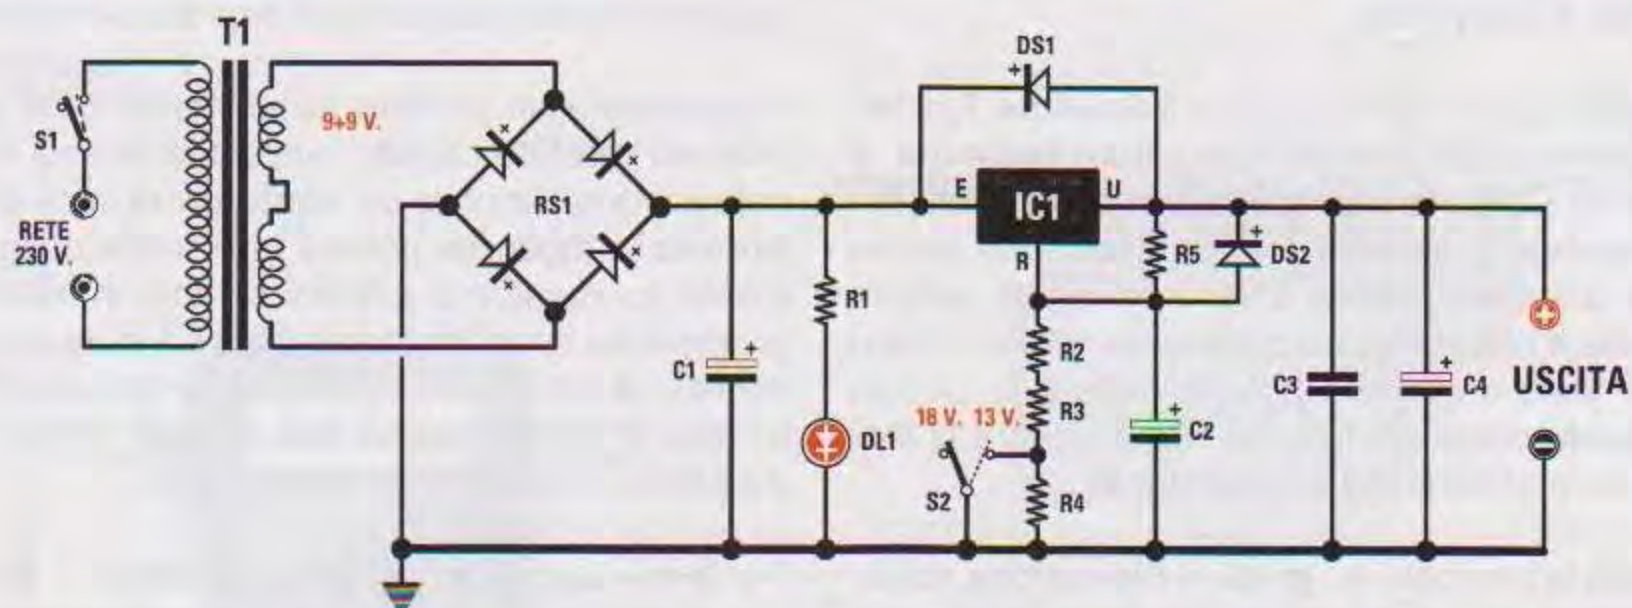 T1
DS1
+
S1
9+9 V.
RETE
230 V.
RS1
E
IC1
U
R
R5
+
DS2
R1
R2
R3
R4
C1
+
18 V. 13 V.
S2
DL1
+
C2
C3
+
C4
+
USCITA
-